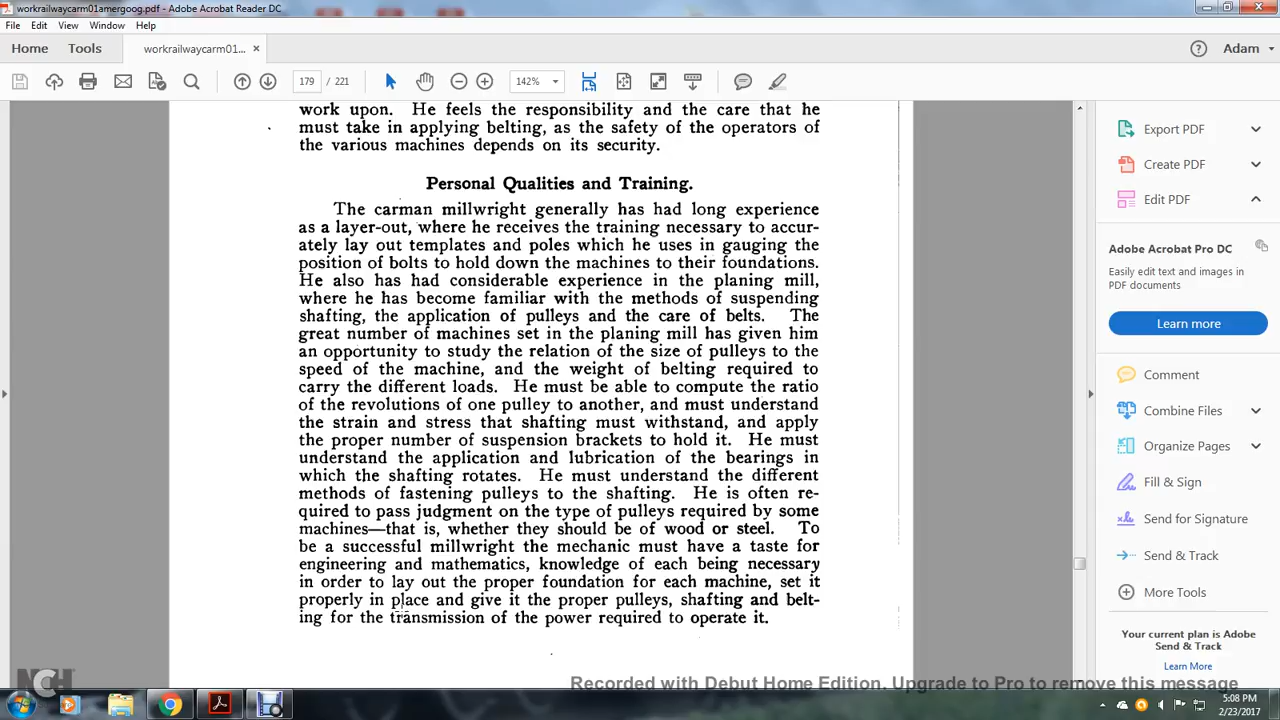 workrailwaycarm01amergoog.pdf - Adobe Acrobat Reader DC
File Edit View Window Help
Home Tools workrailwaycarm01... × Adam
179 / 221 142%
work upon. He feels the responsibility and the care that he
must take in applying belting, as the safety of the operators of
the various machines depends on its security.
Personal Qualities and Training.
The carman millwright generally has had long experience
as a layer-out, where he receives the training necessary to accur-
ately lay out templates and poles which he uses in gauging the
position of bolts to hold down the machines to their foundations.
He also has had considerable experience in the planing mill,
where he has become familiar with the methods of suspending
shafting, the application of pulleys and the care of belts. The
great number of machines set in the planing mill has given him
an opportunity to study the relation of the size of pulleys to the
speed of the machine, and the weight of belting required to
carry the different loads. He must be able to compute the ratio
of the revolutions of one pulley to another, and must understand
the strain and stress that shafting must withstand, and apply
the proper number of suspension brackets to hold it. He must
understand the application and lubrication of the bearings in
which the shafting rotates. He must understand the different
methods of fastening pulleys to the shafting. He is often re-
quired to pass judgment on the type of pulleys required by some
machines—that is, whether they should be of wood or steel. To
be a successful millwright the mechanic must have a taste for
engineering and mathematics, knowledge of each being necessary
in order to lay out the proper foundation for each machine, set it
properly in place and give it the proper pulleys, shafting and belt-
ing for the transmission of the power required to operate it.
Export PDF
Create PDF
Edit PDF
Adobe Acrobat Pro DC
Easily edit text and images in
PDF documents
Learn more
Comment
Combine Files
Organize Pages
Fill & Sign
Send for Signature
Send & Track
More Tools
Your current plan is Adobe
Send & Track
Learn More
NCH
Recorded with Debut Home Edition. Upgrade to Pro to remove this message
5:08 PM
2/23/2017